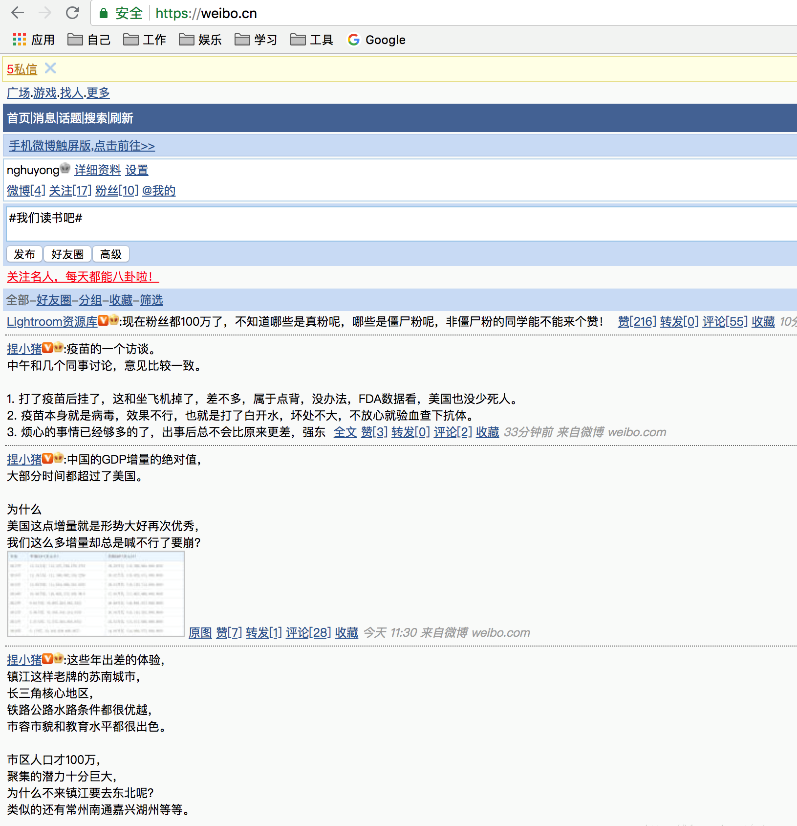 安全 https://weibo.cn
应用 自己 工作 娱乐 学习 工具 Google
5私信
广场.游戏.找人.更多
首页|消息|话题|搜索|刷新
手机微博触屏版,点击前往>>
nghuyong 详细资料 设置
微博[4] 关注[17] 粉丝[10] @我的
#我们读书吧#
发布 好友圈 高级
关注名人，每天都能八卦啦！
全部-好友圈-分组-收藏-筛选
Lightroom资源库:现在粉丝都100万了，不知道哪些是真粉呢，哪些是僵尸粉呢，非僵尸粉的同学能不能来个赞！ 赞[216] 转发[0] 评论[55] 收藏 10分
捏小猪:疫苗的一个访谈。
中午和几个同事讨论，意见比较一致。
1. 打了疫苗后挂了，这和坐飞机掉了，差不多，属于点背，没办法，FDA数据看，美国也没少死人。
2. 疫苗本身就是病毒，效果不行，也就是打了白开水，坏处不大，不放心就验血查下抗体。
3. 烦心的事情已经够多的了，出事后总不会比原来更差，强东 全文 赞[3] 转发[0] 评论[2] 收藏 33分钟前 来自微博 weibo.com
捏小猪:中国的GDP增量的绝对值，
大部分时间都超过了美国。
为什么
美国这点增量就是形势大好再次优秀，
我们这么多增量却总是喊不行了要崩？
原图 赞[7] 转发[1] 评论[28] 收藏 今天 11:30 来自微博 weibo.com
捏小猪:这些年出差的体验，
镇江这样老牌的苏南城市，
长三角核心地区，
铁路公路水路条件都很优越，
市容市貌和教育水平都很出色。
市区人口才100万，
聚集的潜力十分巨大，
为什么不来镇江要去东北呢？
类似的还有常州南通嘉兴湖州等等。